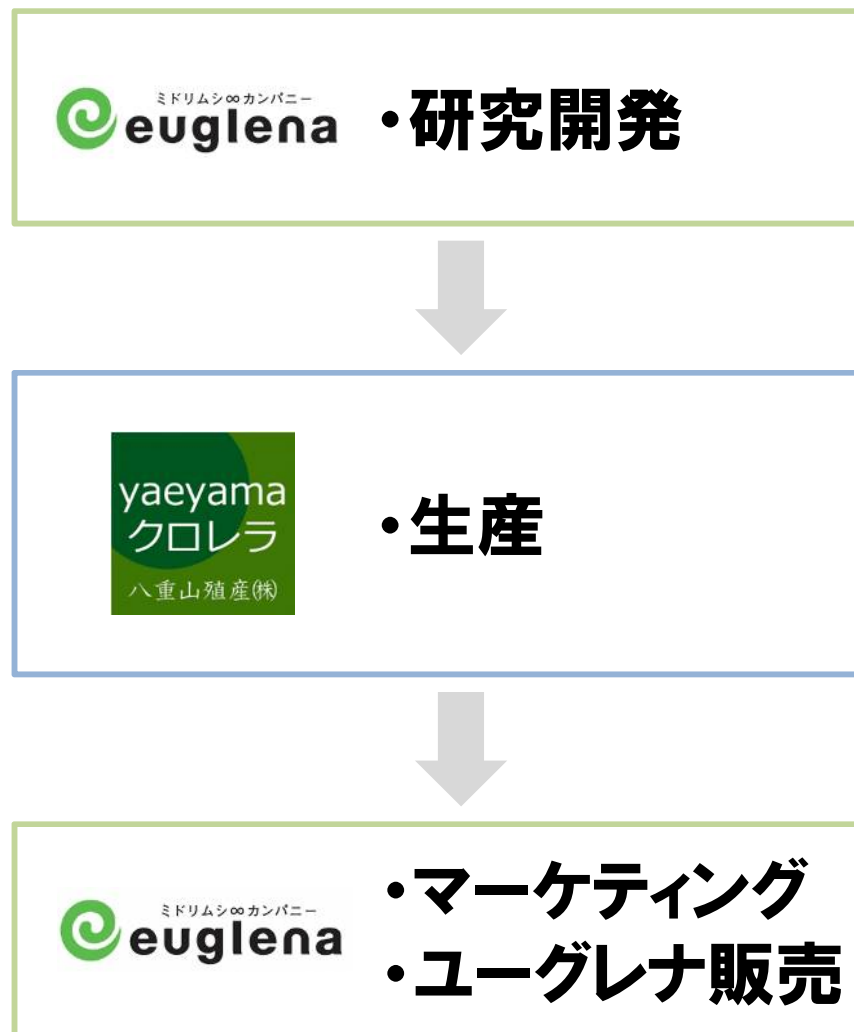 ミドリムシ∞カンパニー
euglena
・研究開発
yaeyama
クロレラ
八重山殖産㈱
・生産
ミドリムシ∞カンパニー
euglena
・マーケティング
・ユーグレナ販売